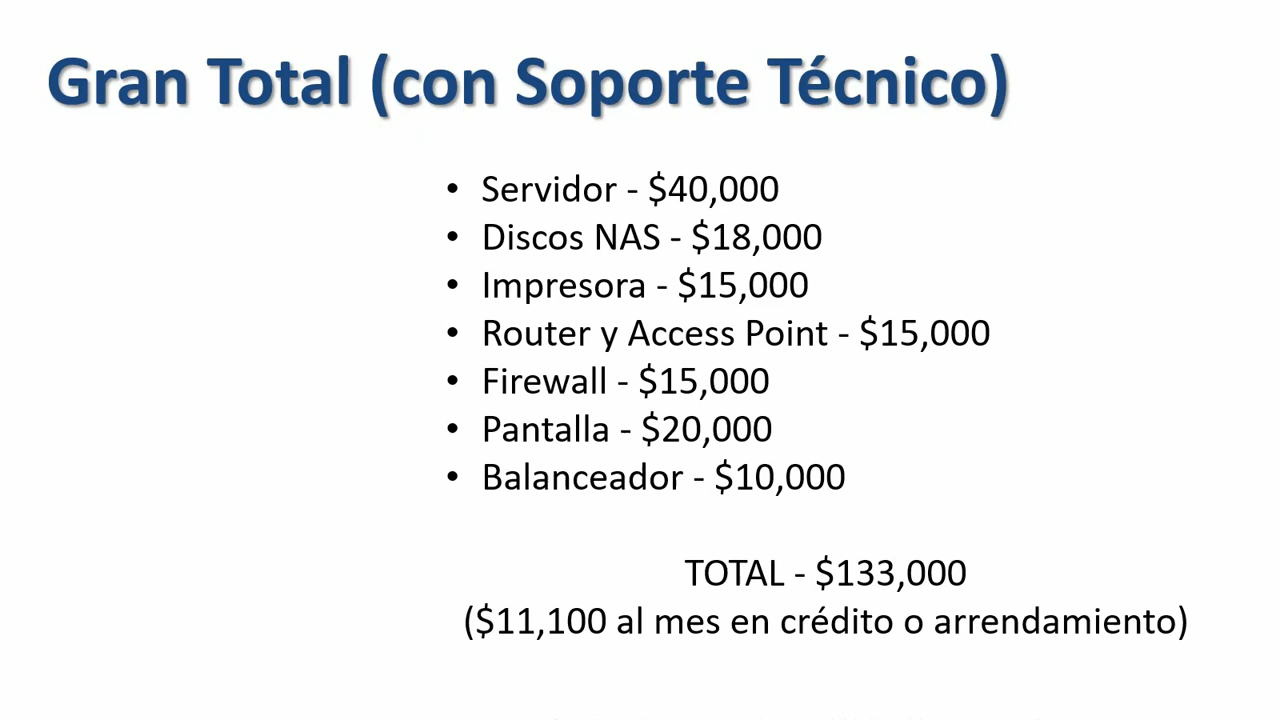 Gran Total (con Soporte Técnico)
• Servidor - $40,000
• Discos NAS - $18,000
• Impresora - $15,000
• Router y Access Point - $15,000
• Firewall - $15,000
• Pantalla - $20,000
• Balanceador - $10,000
TOTAL - $133,000
($11,100 al mes en crédito o arrendamiento)